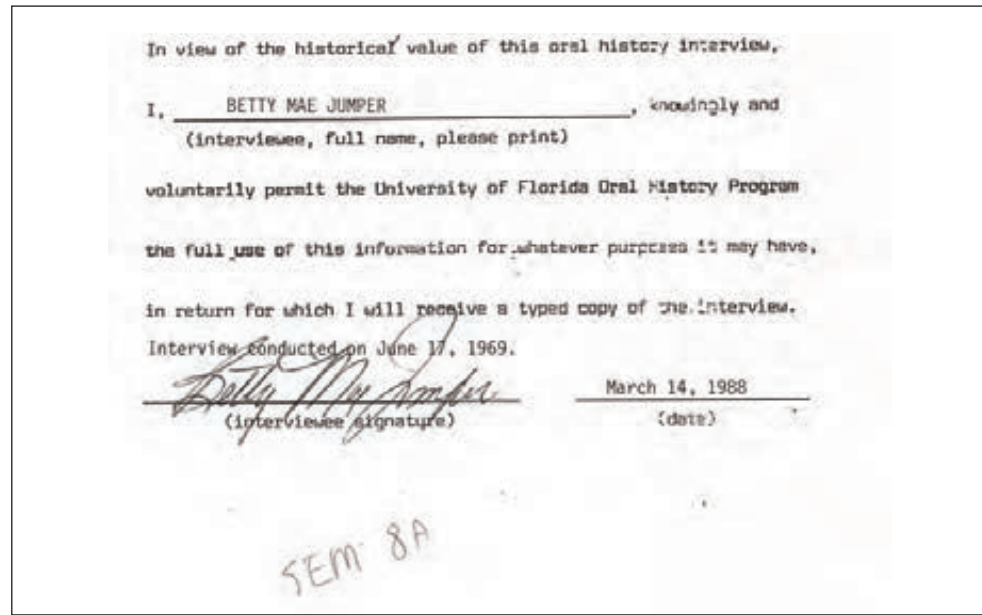 In view of the historical value of this oral history interview,
I, BETTY MAE JUMPER, knowingly and
(interviewee, full name, please print)
voluntarily permit the University of Florida Oral History Program
the full use of this information for whatever purposes it may have,
in return for which I will receive a typed copy of the interview.
Interview conducted on June 17, 1969.
Betty May Jumper March 14, 1988
(interviewee signature) (date)
SEM 8A